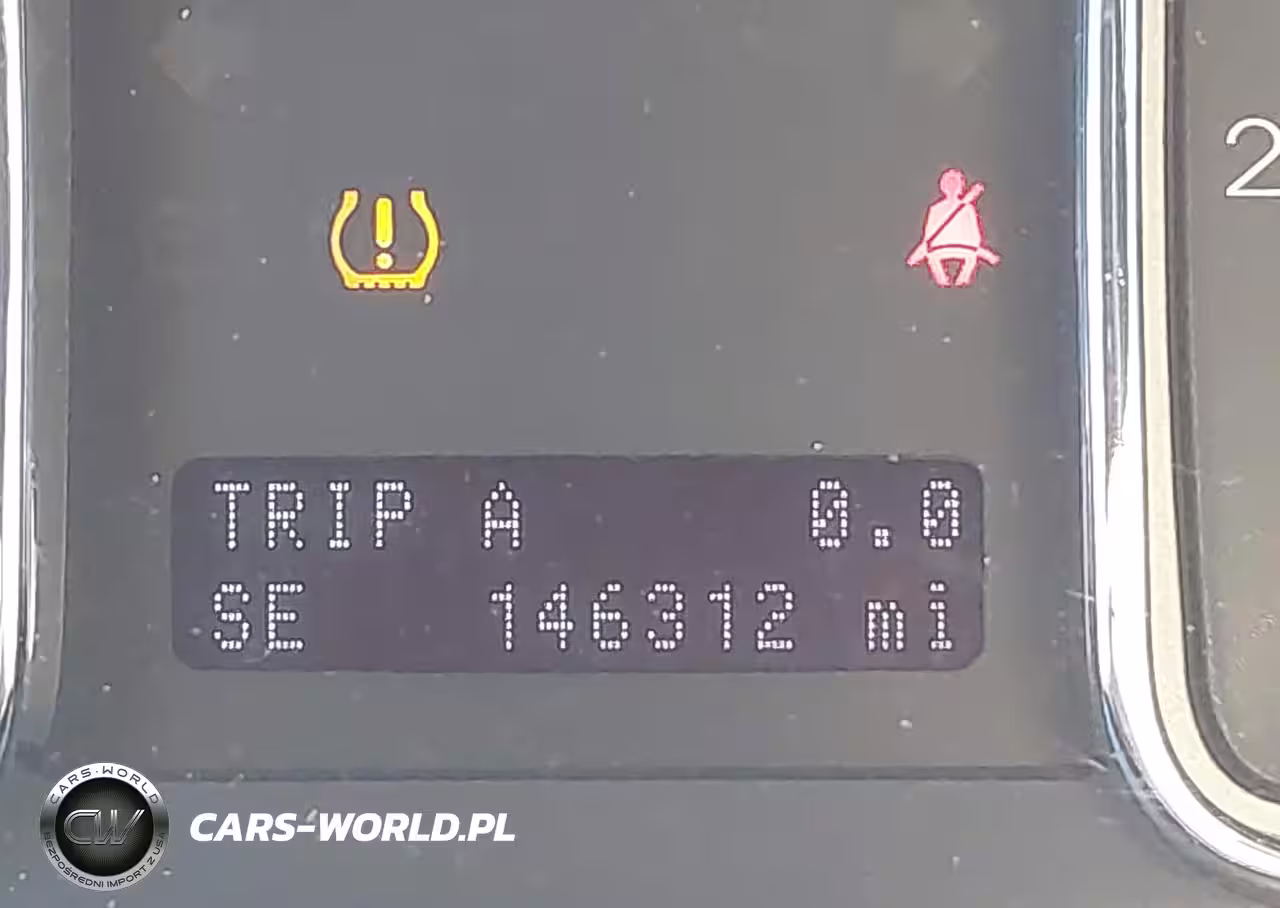 2
TRIP A 0.0
SE 146312 mi
CARS-WORLD
CW
BEZPOŚREDNI IMPORT Z USA
CARS-WORLD.PL